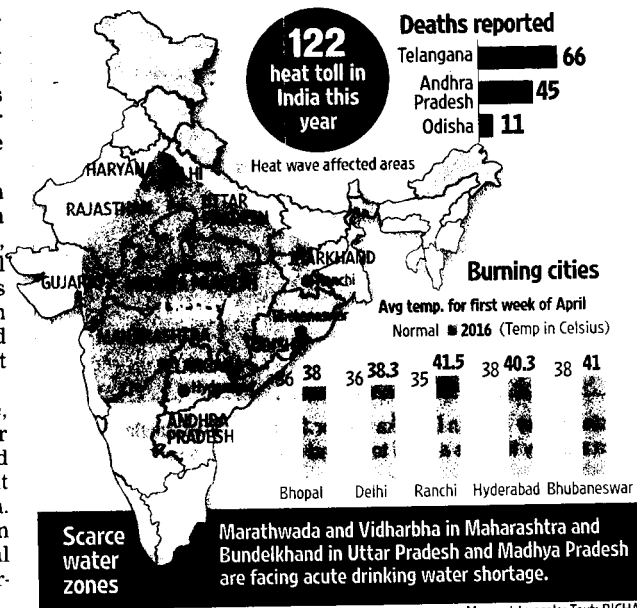 122
heat toll in
India this
year
Deaths reported
Telangana 66
Andhra
Pradesh 45
Odisha 11
Heat wave affected areas
HARYANA
RAJASTHAN
UTTAR
GUJARAT
JHARKHAND
Ranchi
MAHARASHTRA
Hyderabad
ANDHRA
PRADESH
Burning cities
Avg temp. for first week of April
Normal 2016 (Temp in Celsius)
36 38
36 38.3
35 41.5
38 40.3
38 41
Bhopal Delhi Ranchi Hyderabad Bhubaneswar
Scarce
water
zones
Marathwada and Vidharbha in Maharashtra and
Bundelkhand in Uttar Pradesh and Madhya Pradesh
are facing acute drinking water shortage.